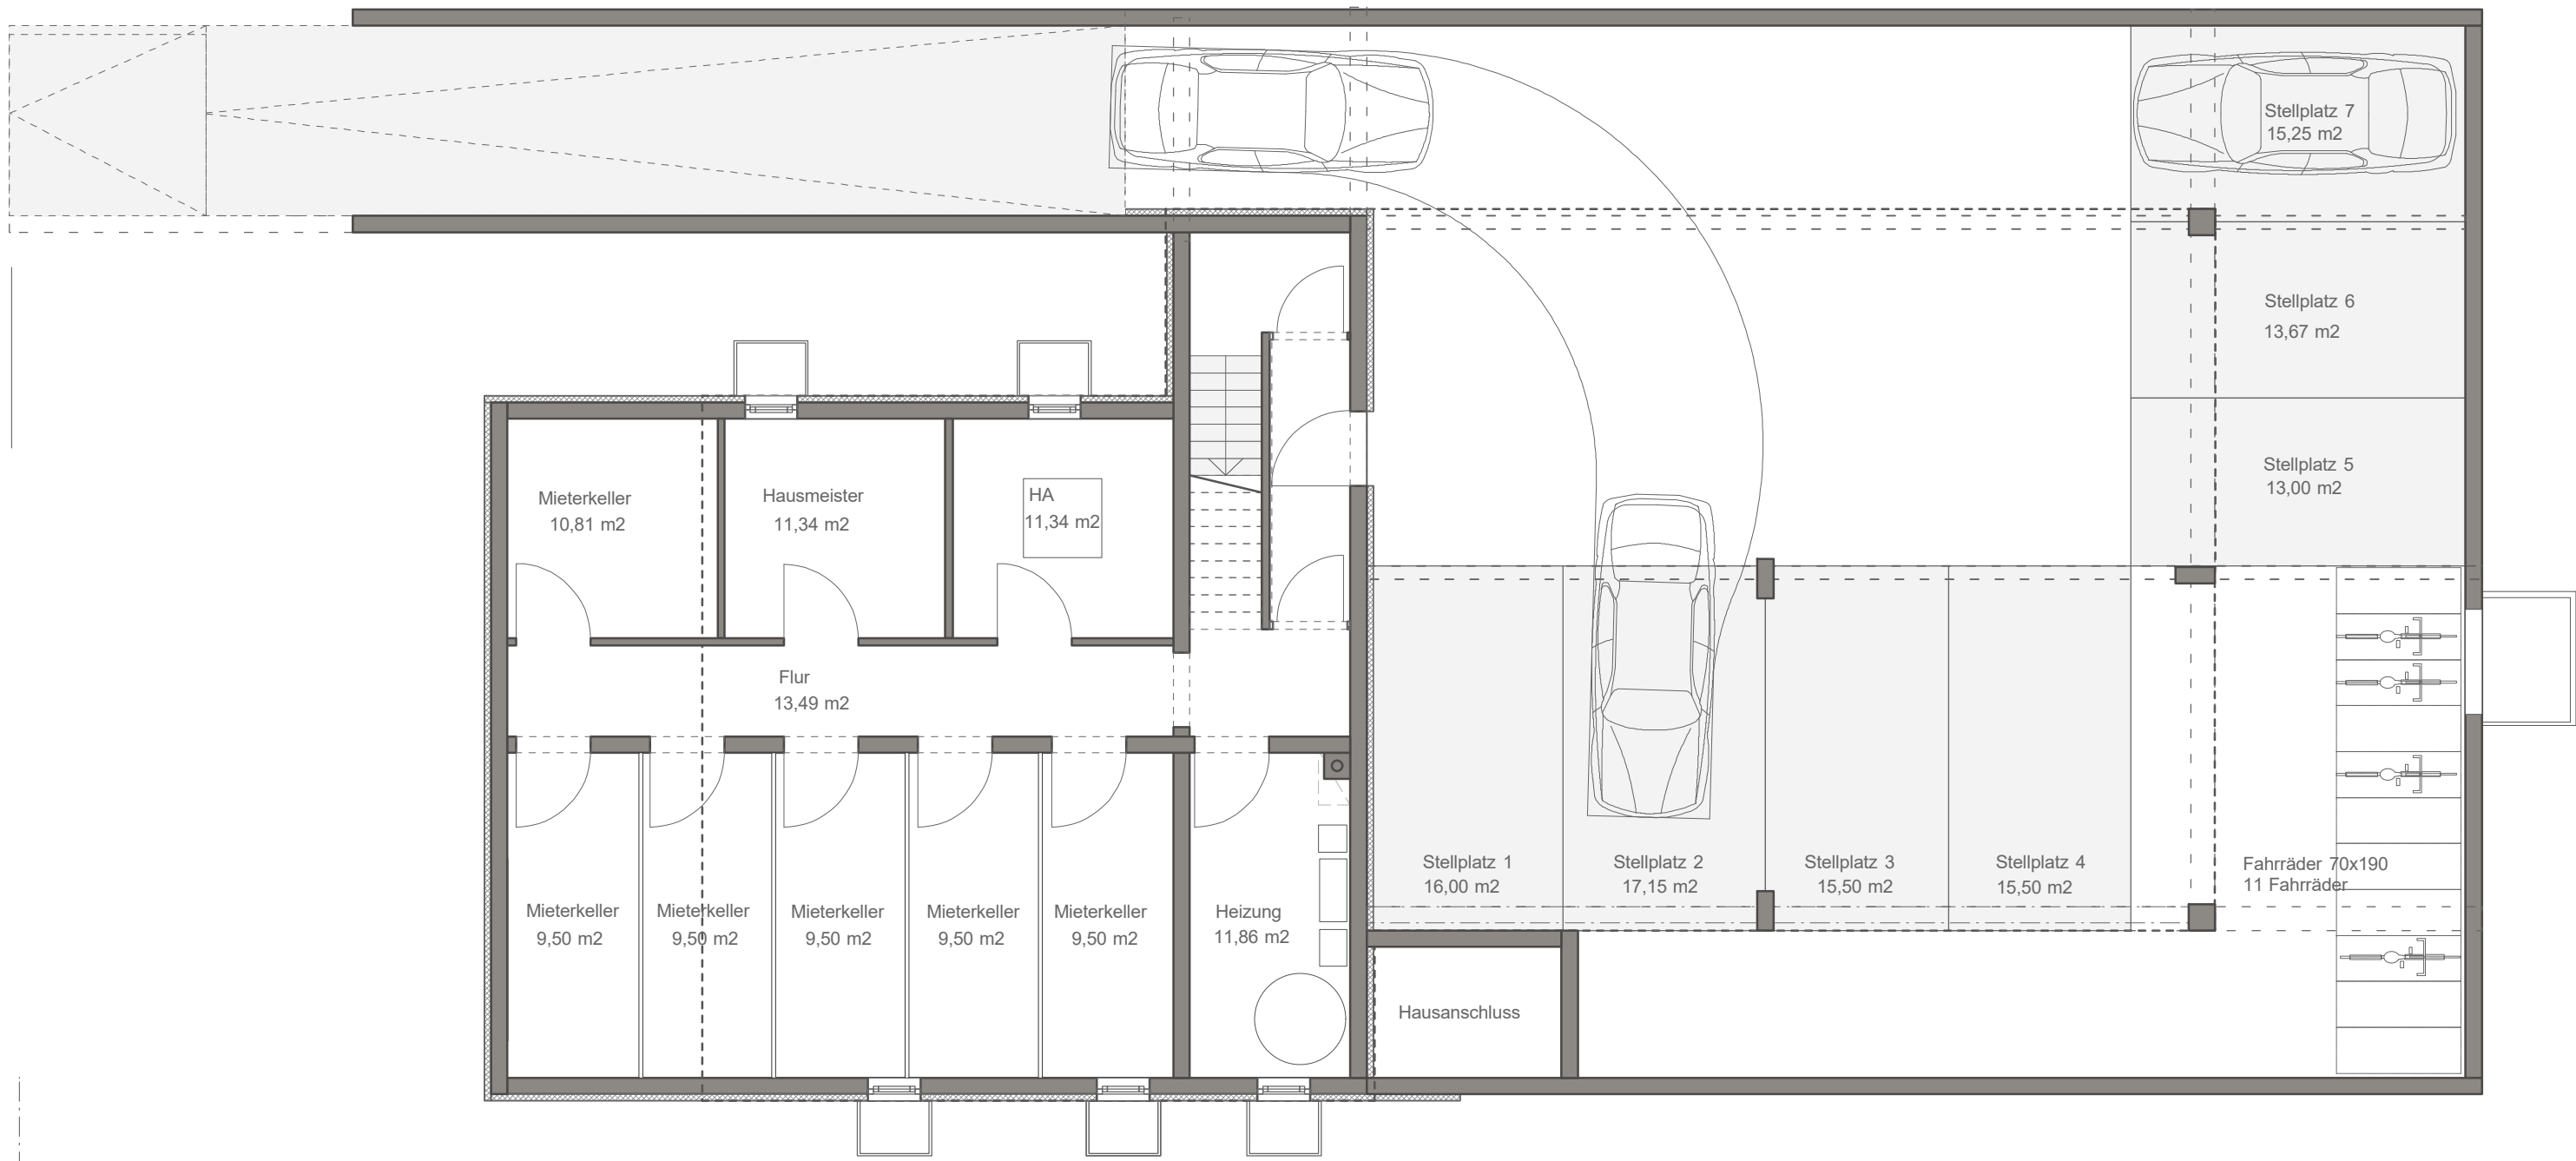 Stellplatz 7
15,25 m2
Stellplatz 6
13,67 m2
Stellplatz 5
13,00 m2
Mieterkeller
10,81 m2
Hausmeister
11,34 m2
HA
11,34 m2
Flur
13,49 m2
Stellplatz 1
16,00 m2
Stellplatz 2
17,15 m2
Stellplatz 3
15,50 m2
Stellplatz 4
15,50 m2
Fahrräder 70x190
11 Fahrräder
Mieterkeller
9,50 m2
Mieterkeller
9,50 m2
Mieterkeller
9,50 m2
Mieterkeller
9,50 m2
Mieterkeller
9,50 m2
Heizung
11,86 m2
Hausanschluss